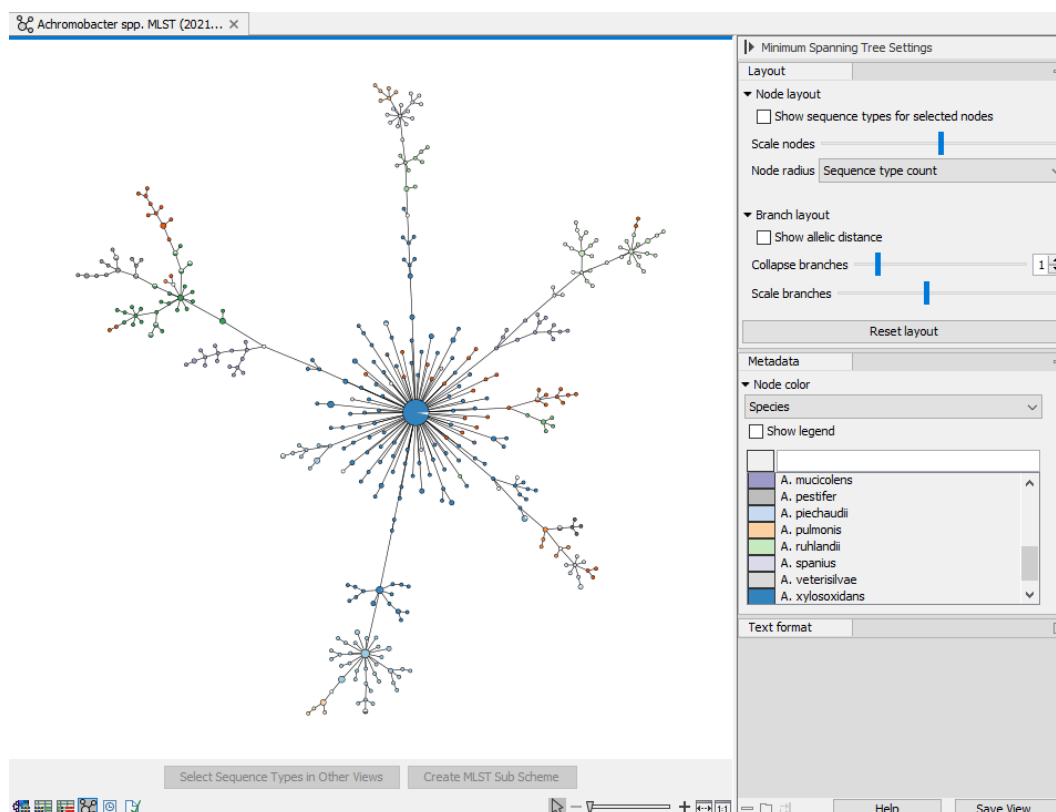 Achromobacter spp. MLST (2021...
Minimum Spanning Tree Settings
Layout
Node layout
Show sequence types for selected nodes
Scale nodes
Node radius Sequence type count
Branch layout
Show allelic distance
Collapse branches 1
Scale branches
Reset layout
Metadata
Node color
Species
Show legend
A. mucicolens
A. pestifer
A. piechaudii
A. pulmonis
A. ruhlandii
A. spanius
A. veterisilvae
A. xylosoxidans
Text format
Select Sequence Types in Other Views Create MLST Sub Scheme
1:1 Help Save View